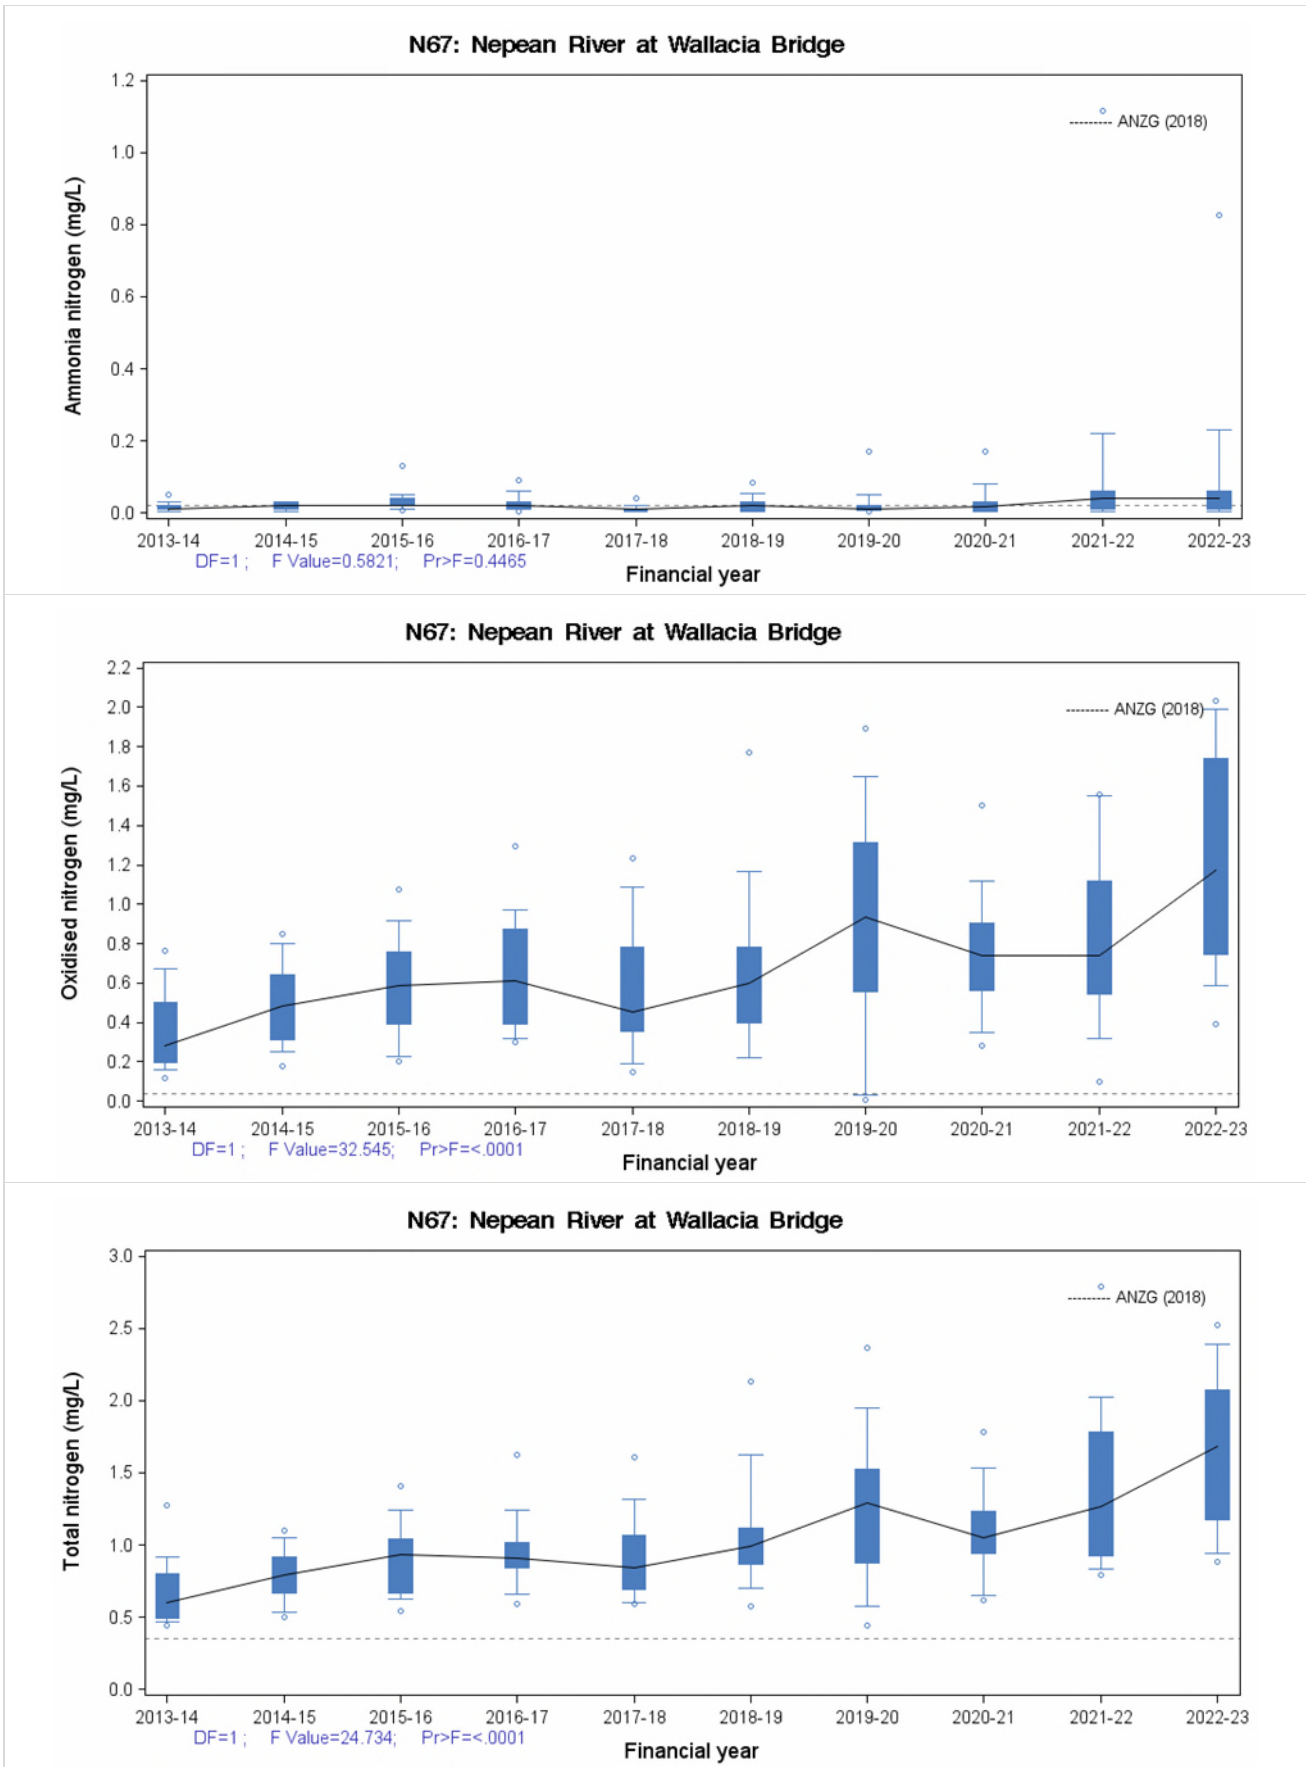 N67: Nepean River at Wallacia Bridge
1.2
ANZG (2018)
1.0
0.8
0.6
0.4
0.2
0.0
Ammonia nitrogen (mg/L)
2013-14 2014-15 2015-16 2016-17 2017-18 2018-19 2019-20 2020-21 2021-22 2022-23
DF=1 ; F Value=0.5821; Pr>F=0.4465
Financial year
N67: Nepean River at Wallacia Bridge
2.2
2.0
ANZG (2018)
1.8
1.6
1.4
1.2
1.0
0.8
0.6
0.4
0.2
0.0
Oxidised nitrogen (mg/L)
2013-14 2014-15 2015-16 2016-17 2017-18 2018-19 2019-20 2020-21 2021-22 2022-23
DF=1 ; F Value=32.545; Pr>F=<.0001
Financial year
N67: Nepean River at Wallacia Bridge
3.0
ANZG (2018)
2.5
2.0
1.5
1.0
0.5
0.0
Total nitrogen (mg/L)
2013-14 2014-15 2015-16 2016-17 2017-18 2018-19 2019-20 2020-21 2021-22 2022-23
DF=1 ; F Value=24.734; Pr>F=<.0001
Financial year